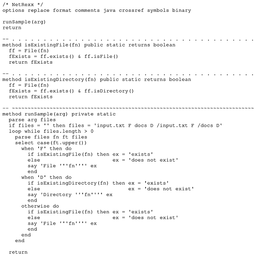 /* NetRexx */
options replace format comments java crossref symbols binary
runSample(arg)
return
-- . . . . . . . . . . . . . . . . . . . . . . . . . . . . . . . . . . . . . .
method isExistingFile(fn) public static returns boolean
ff = File(fn)
fExists = ff.exists() & ff.isFile()
return fExists
-- . . . . . . . . . . . . . . . . . . . . . . . . . . . . . . . . . . . . . .
method isExistingDirectory(fn) public static returns boolean
ff = File(fn)
fExists = ff.exists() & ff.isDirectory()
return fExists
-- -----------------------------------------------------------------------------
method runSample(arg) private static
parse arg files
if files = '' then files = 'input.txt F docs D /input.txt F /docs D'
loop while files.length > 0
parse files fn ft files
select case(ft.upper())
when 'F' then do
if isExistingFile(fn) then ex = 'exists'
else ex = 'does not exist'
say 'File '''fn'''' ex
end
when 'D' then do
if isExistingDirectory(fn) then ex = 'exists'
else ex = 'does not exist'
say 'Directory '''fn'''' ex
end
otherwise do
if isExistingFile(fn) then ex = 'exists'
else ex = 'does not exist'
say 'File '''fn'''' ex
end
end
end
return